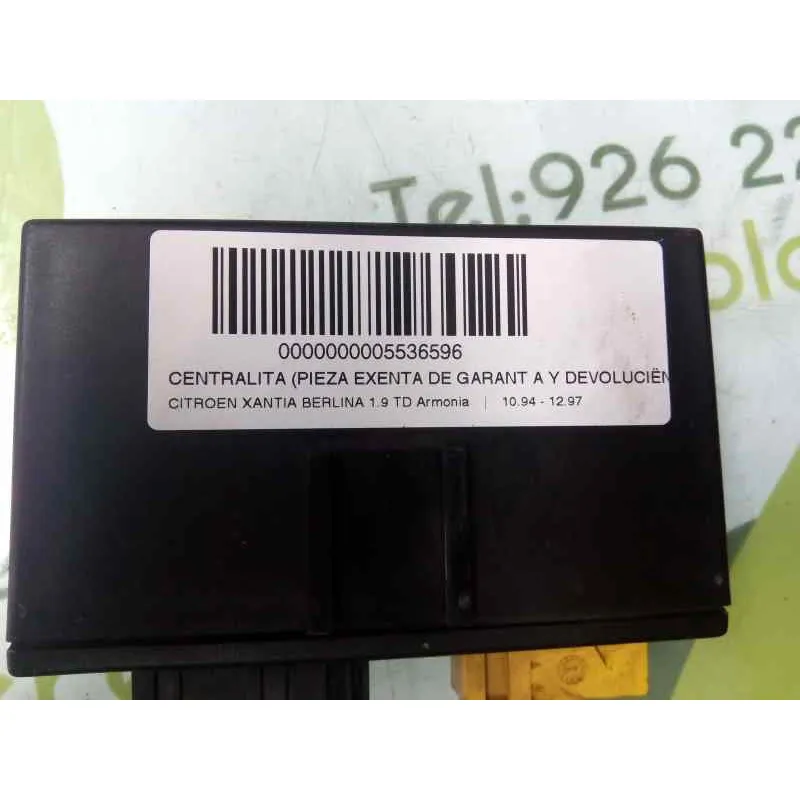 Tel:926 22
0000000005536596
CENTRALITA (PIEZA EXENTA DE GARANT A Y DEVOLUCIËN
CITROEN XANTIA BERLINA 1.9 TD Armonia | 10.94 - 12.97